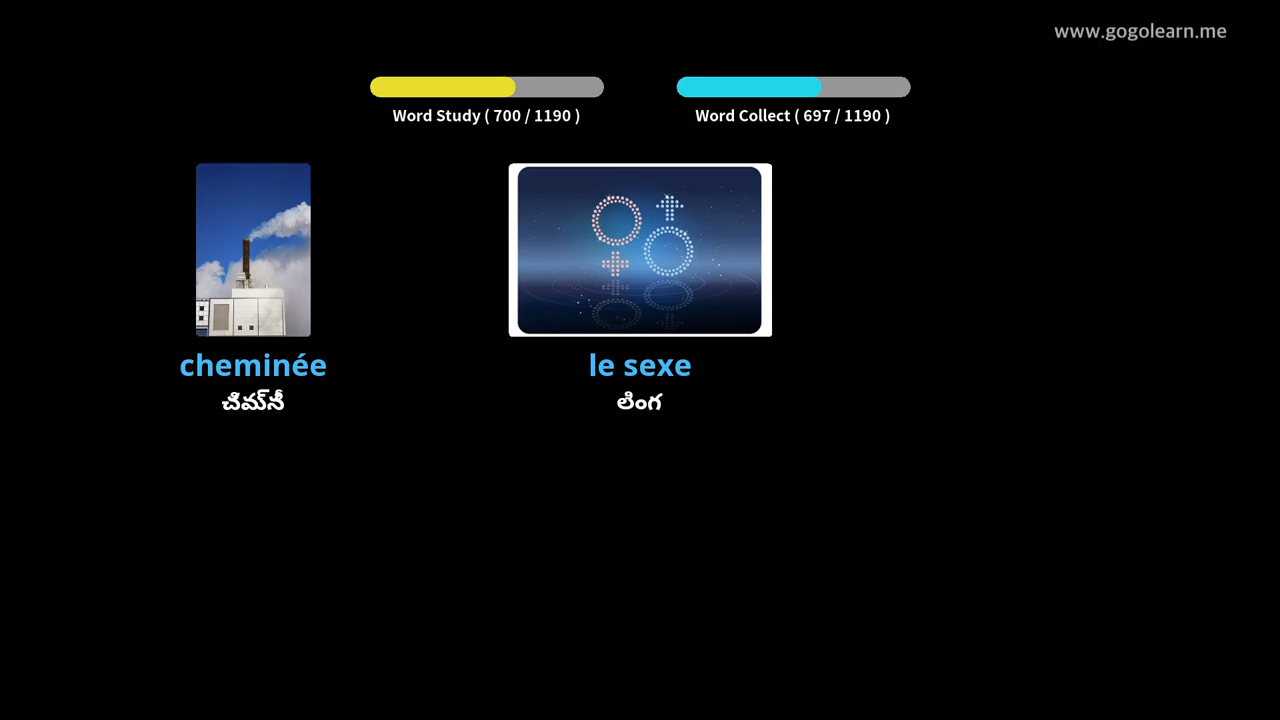 www.gogolearn.me
Word Study ( 700 / 1190 )
Word Collect ( 697 / 1190 )
cheminée
le sexe
ಚಿಮ್ನೀ
ಲಿಂಗ